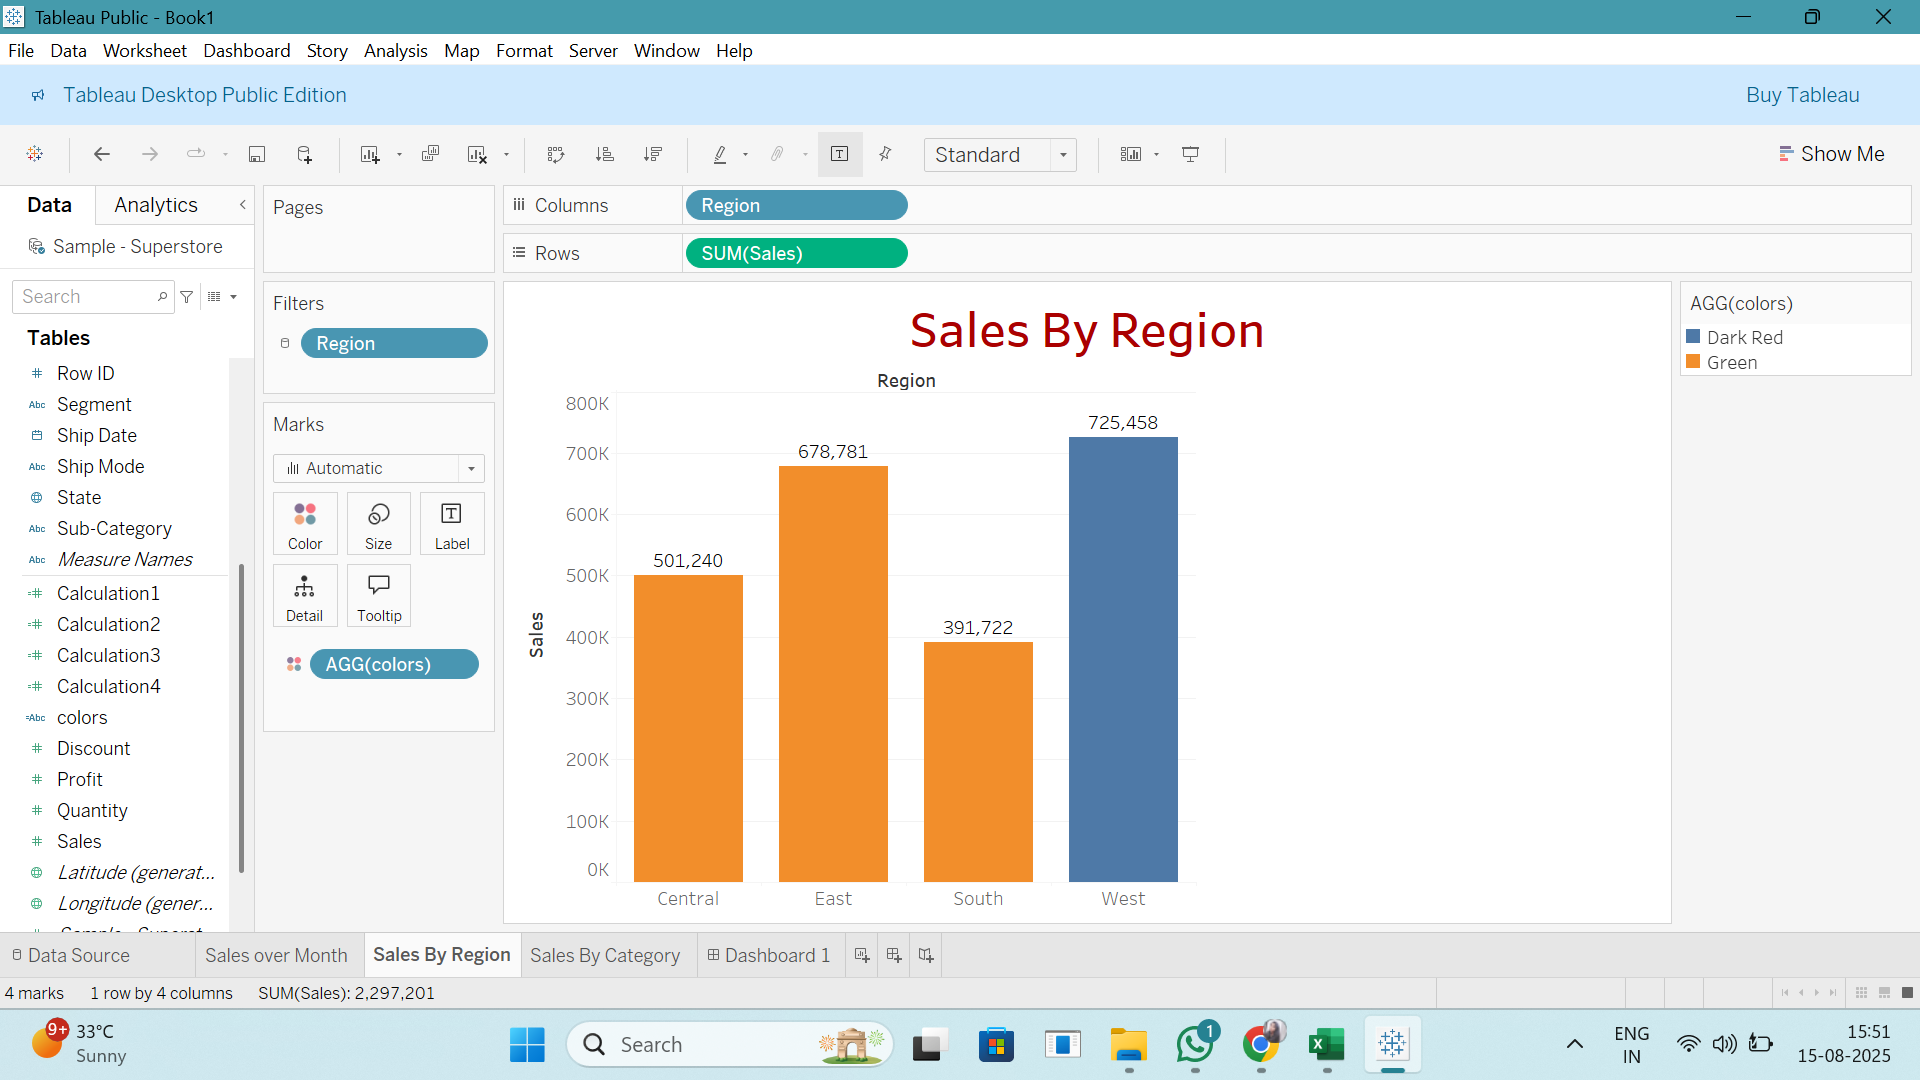 Tableau Public - Book1
File Data Worksheet Dashboard Story Analysis Map Format Server Window Help
Tableau Desktop Public Edition
Buy Tableau
Standard
Show Me
Data
Analytics
Sample - Superstore
Search
Tables
Row ID
Abc Segment
Ship Date
Abc Ship Mode
State
Abc Sub-Category
Abc Measure Names
Calculation1
Calculation2
Calculation3
Calculation4
=Abc colors
Discount
Profit
Quantity
Sales
Latitude (generat...
Longitude (gener...
Pages
Filters
Region
Marks
Automatic
Color
Size
Label
Detail
Tooltip
AGG(colors)
Columns
Region
Rows
SUM(Sales)
Sales By Region
Region
800K
700K
600K
500K
400K
300K
200K
100K
0K
Sales
501,240
678,781
391,722
725,458
Central
East
South
West
AGG(colors)
Dark Red
Green
Data Source
Sales over Month
Sales By Region
Sales By Category
Dashboard 1
4 marks
1 row by 4 columns
SUM(Sales): 2,297,201
9+
33°C
Sunny
Search
1
ENG
IN
15:51
15-08-2025